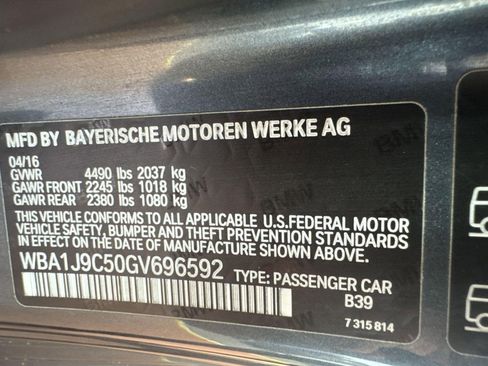 MFD BY BAYERISCHE MOTOREN WERKE AG
04/16
GVWR 4490 lbs 2037 kg
GAWR FRONT 2245 lbs 1018 kg
GAWR REAR 2380 lbs 1080 kg
THIS VEHICLE CONFORMS TO ALL APPLICABLE U.S.FEDERAL MOTOR
VEHICLE SAFETY, BUMPER AND THEFT PREVENTION STANDARDS
IN EFFECT ON THE DATE OF MANUFACTURE SHOWN ABOVE.
WBA1J9C50GV696592 TYPE: PASSENGER CAR
B39
7 315 814